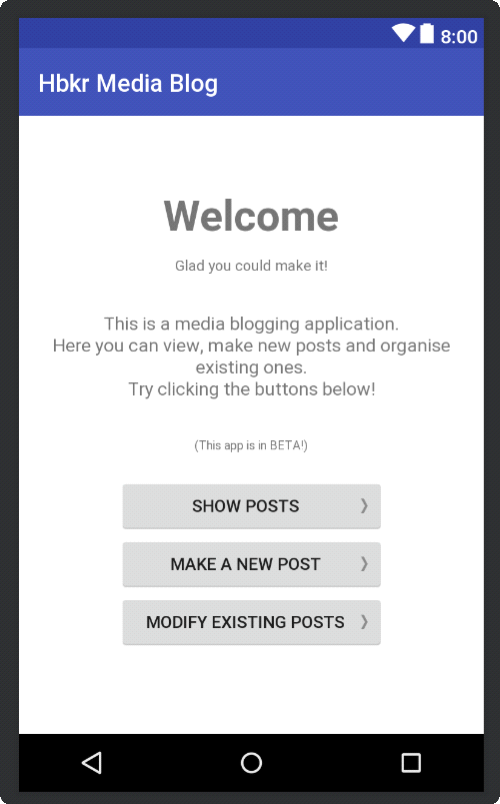 8:00
Hbkr Media Blog
Welcome
Glad you could make it!
This is a media blogging application.
Here you can view, make new posts and organise
existing ones.
Try clicking the buttons below!
(This app is in BETA!)
SHOW POSTS
MAKE A NEW POST
MODIFY EXISTING POSTS